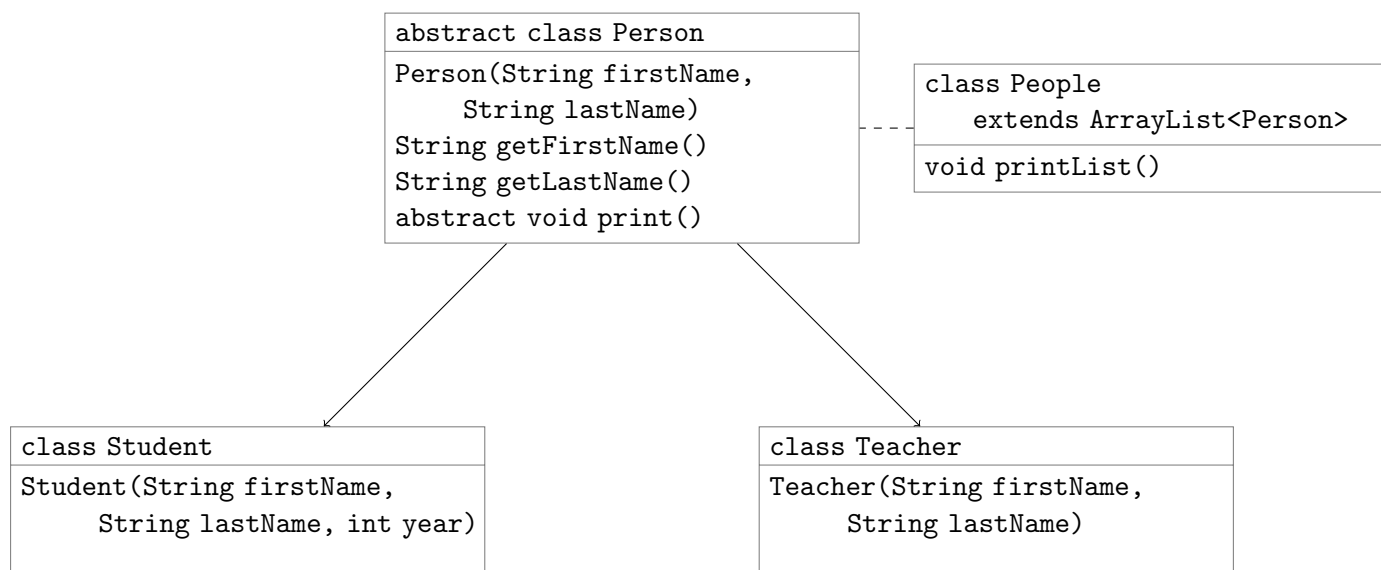 abstract class Person
Person(String firstName,
String lastName)
String getFirstName()
String getLastName()
abstract void print()
class People
extends ArrayList<Person>
void printList()
class Student
Student(String firstName,
String lastName, int year)
class Teacher
Teacher(String firstName,
String lastName)